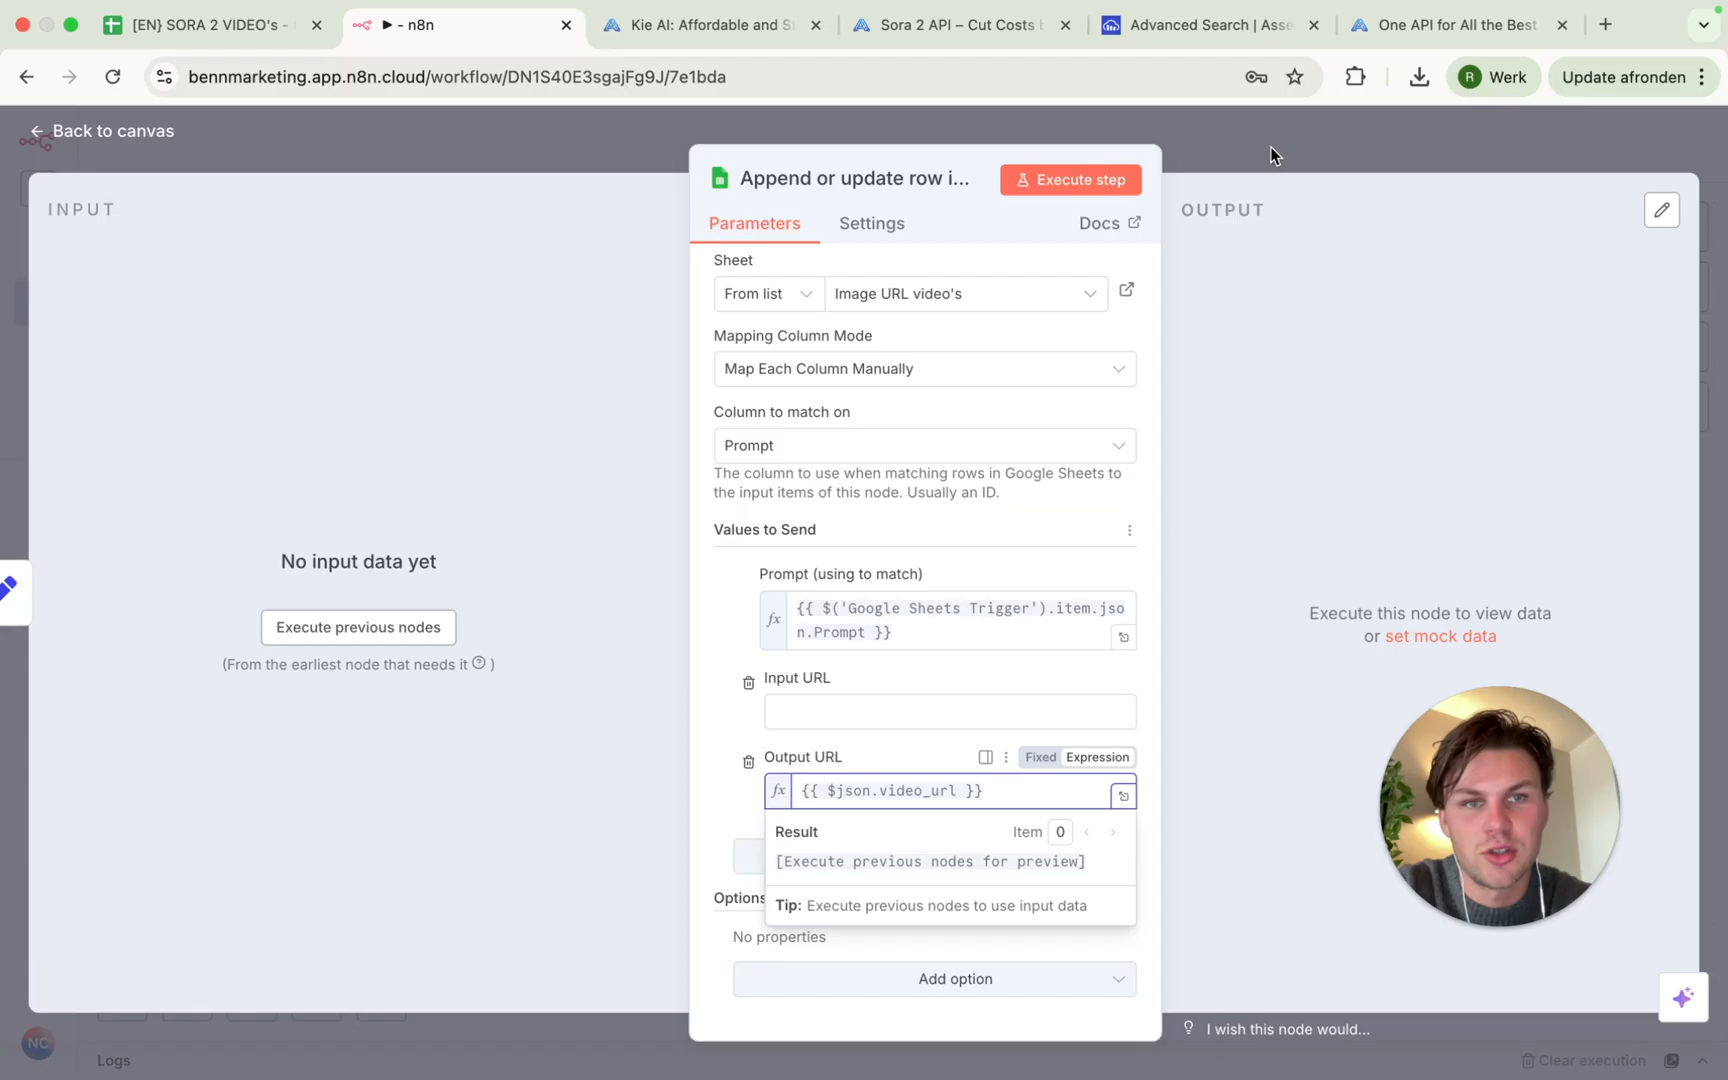 [EN] SORA 2 VIDEO's -
▶ - n8n
Kie AI: Affordable and S
Sora 2 API – Cut Costs b
Advanced Search | Asse
One API for All the Best
bennmarketing.app.n8n.cloud/workflow/DN1S40E3sgajFg9J/7e1bda
R Werk
Update afronden
Back to canvas
INPUT
Append or update row i...
Execute step
OUTPUT
Parameters
Settings
Docs
Sheet
From list
Image URL video's
Mapping Column Mode
Map Each Column Manually
Column to match on
Prompt
The column to use when matching rows in Google Sheets to
the input items of this node. Usually an ID.
Values to Send
No input data yet
Execute previous nodes
(From the earliest node that needs it ? )
Prompt (using to match)
fx {{ $('Google Sheets Trigger').item.jso
n.Prompt }}
Execute this node to view data
or set mock data
Input URL
Output URL
Fixed Expression
fx {{ $json.video_url }}
Result
Item 0
[Execute previous nodes for preview]
Tip: Execute previous nodes to use input data
Options
No properties
Add option
I wish this node would...
NC
Logs
Clear execution